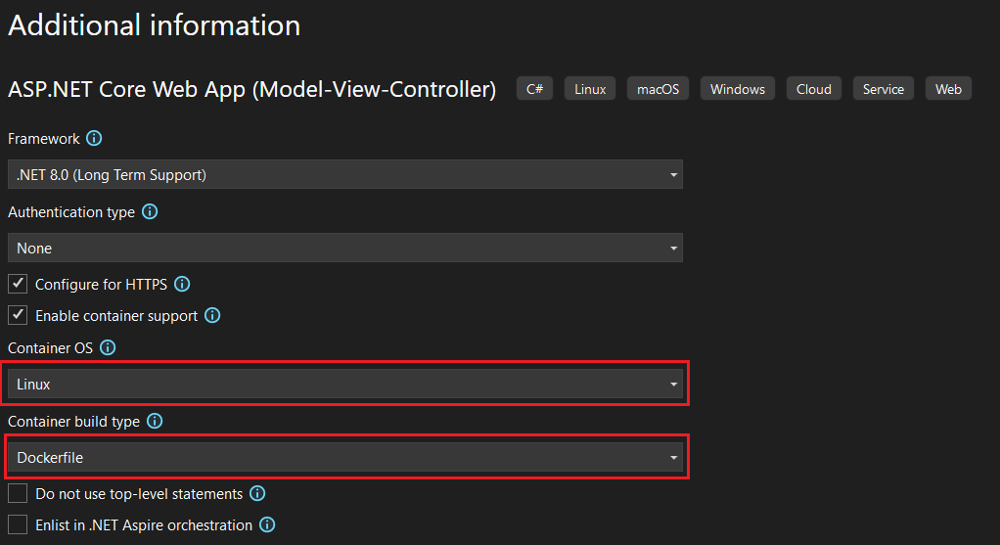 Additional information
ASP.NET Core Web App (Model-View-Controller) C# Linux macOS Windows Cloud Service Web
Framework
.NET 8.0 (Long Term Support)
Authentication type
None
Configure for HTTPS
Enable container support
Container OS
Linux
Container build type
Dockerfile
Do not use top-level statements
Enlist in .NET Aspire orchestration